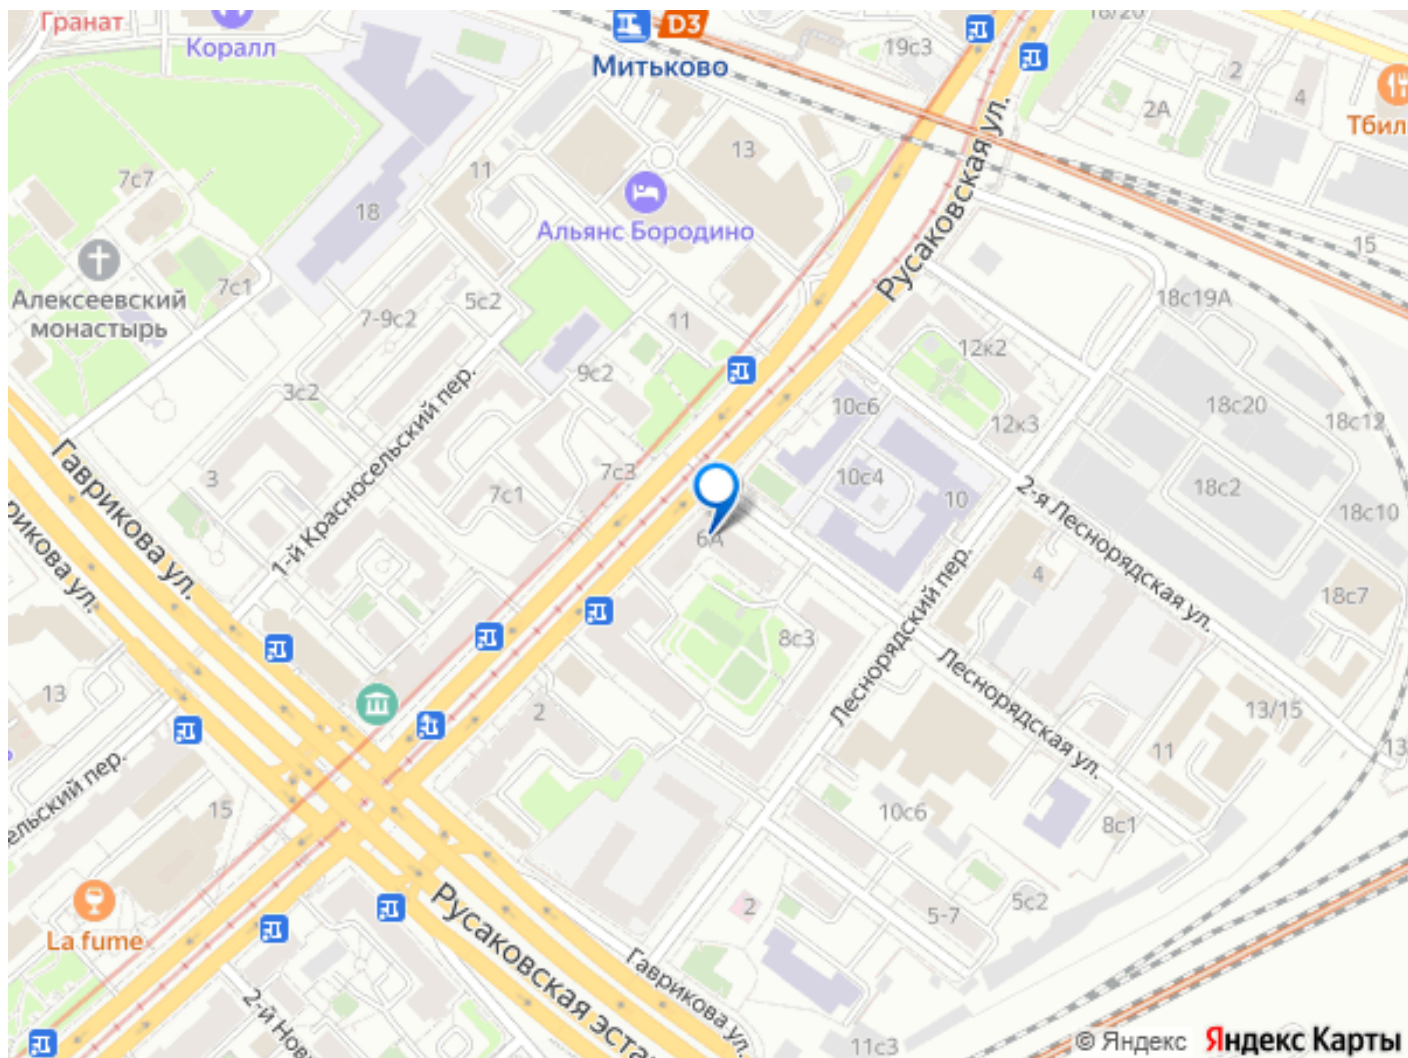 Гранат
Коралл
D3
Митьково
19с3
18/20
2
2А
4
Тбил
13
11
7с7
18
Альянс Бородино
Русаковская ул.
15
Алексеевский
монастырь
7с1
5с2
7-9с2
11
18с19А
12к2
9с2
3с2
1-й Красносельский пер.
10с6
12к3
18с20
18с12
Гаврикова ул.
3
7с3
7с1
10с4
10
2-я Леснорядская ул.
18с2
18с10
рикова ул.
6А
4
18с7
8с3
Леснорядский пер.
Леснорядская ул.
13
2
13/15
11
13
ельский пер.
15
10с6
8с1
La fume
Русаковская эста
2
5-7
5с2
Гаврикова ул.
2-й Нов
11с3
© Яндекс
Яндекс Карты